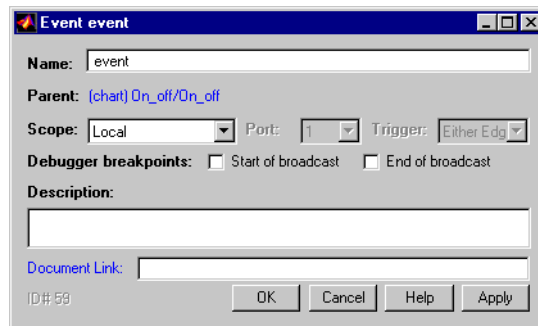 Event event
Name: event
Parent: (chart) On_off/On_off
Scope: Local Port: 1 Trigger: Either Edg
Debugger breakpoints: Start of broadcast End of broadcast
Description:
Document Link:
ID# 59 OK Cancel Help Apply